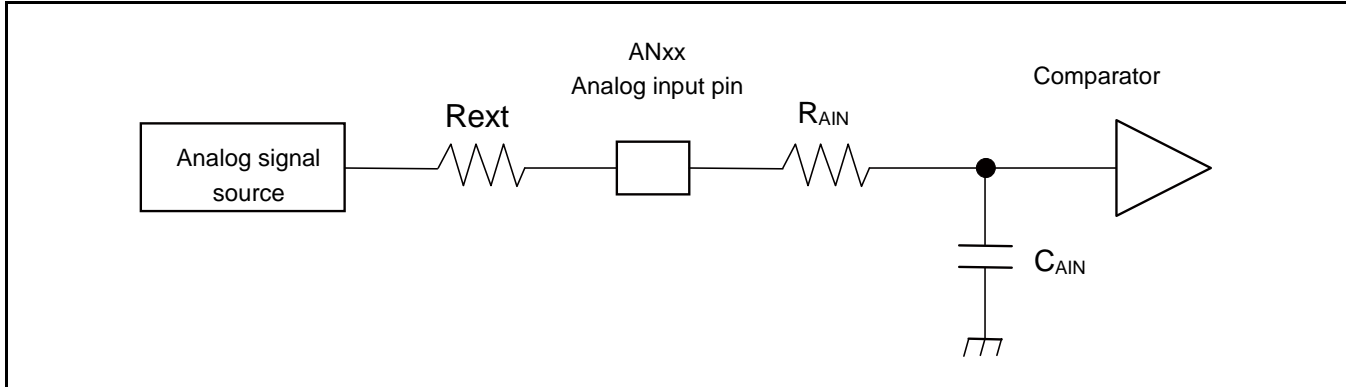 ANxx
Analog input pin
Comparator
Rext
RAIN
Analog signal
source
CAIN